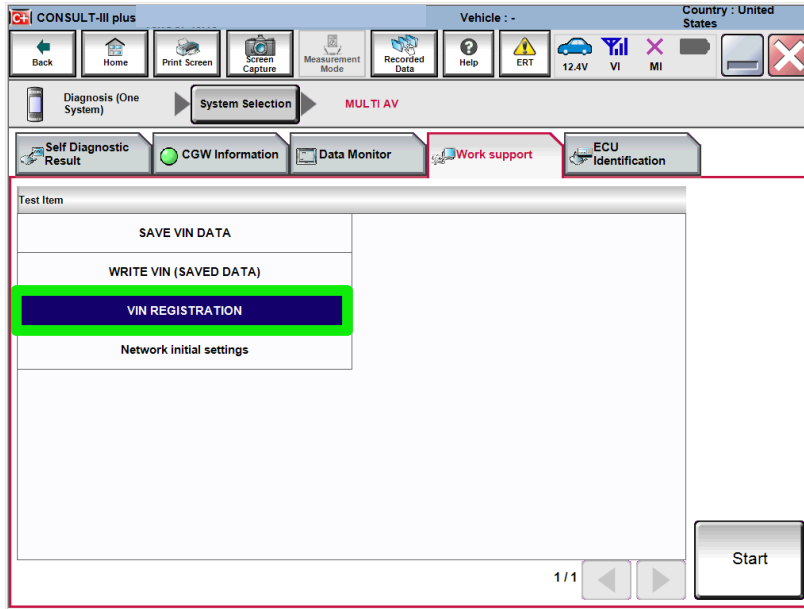 CONSULT-III plus
Vehicle : -
Country : United
States
Back
Home
Print Screen
Screen
Capture
Measurement
Mode
Recorded
Data
Help
ERT
12.4V
VI
MI
Diagnosis (One
System)
System Selection
MULTI AV
Self Diagnostic
Result
CGW Information
Data Monitor
Work support
ECU
Identification
Test Item
SAVE VIN DATA
WRITE VIN (SAVED DATA)
VIN REGISTRATION
Network initial settings
1/1
Start